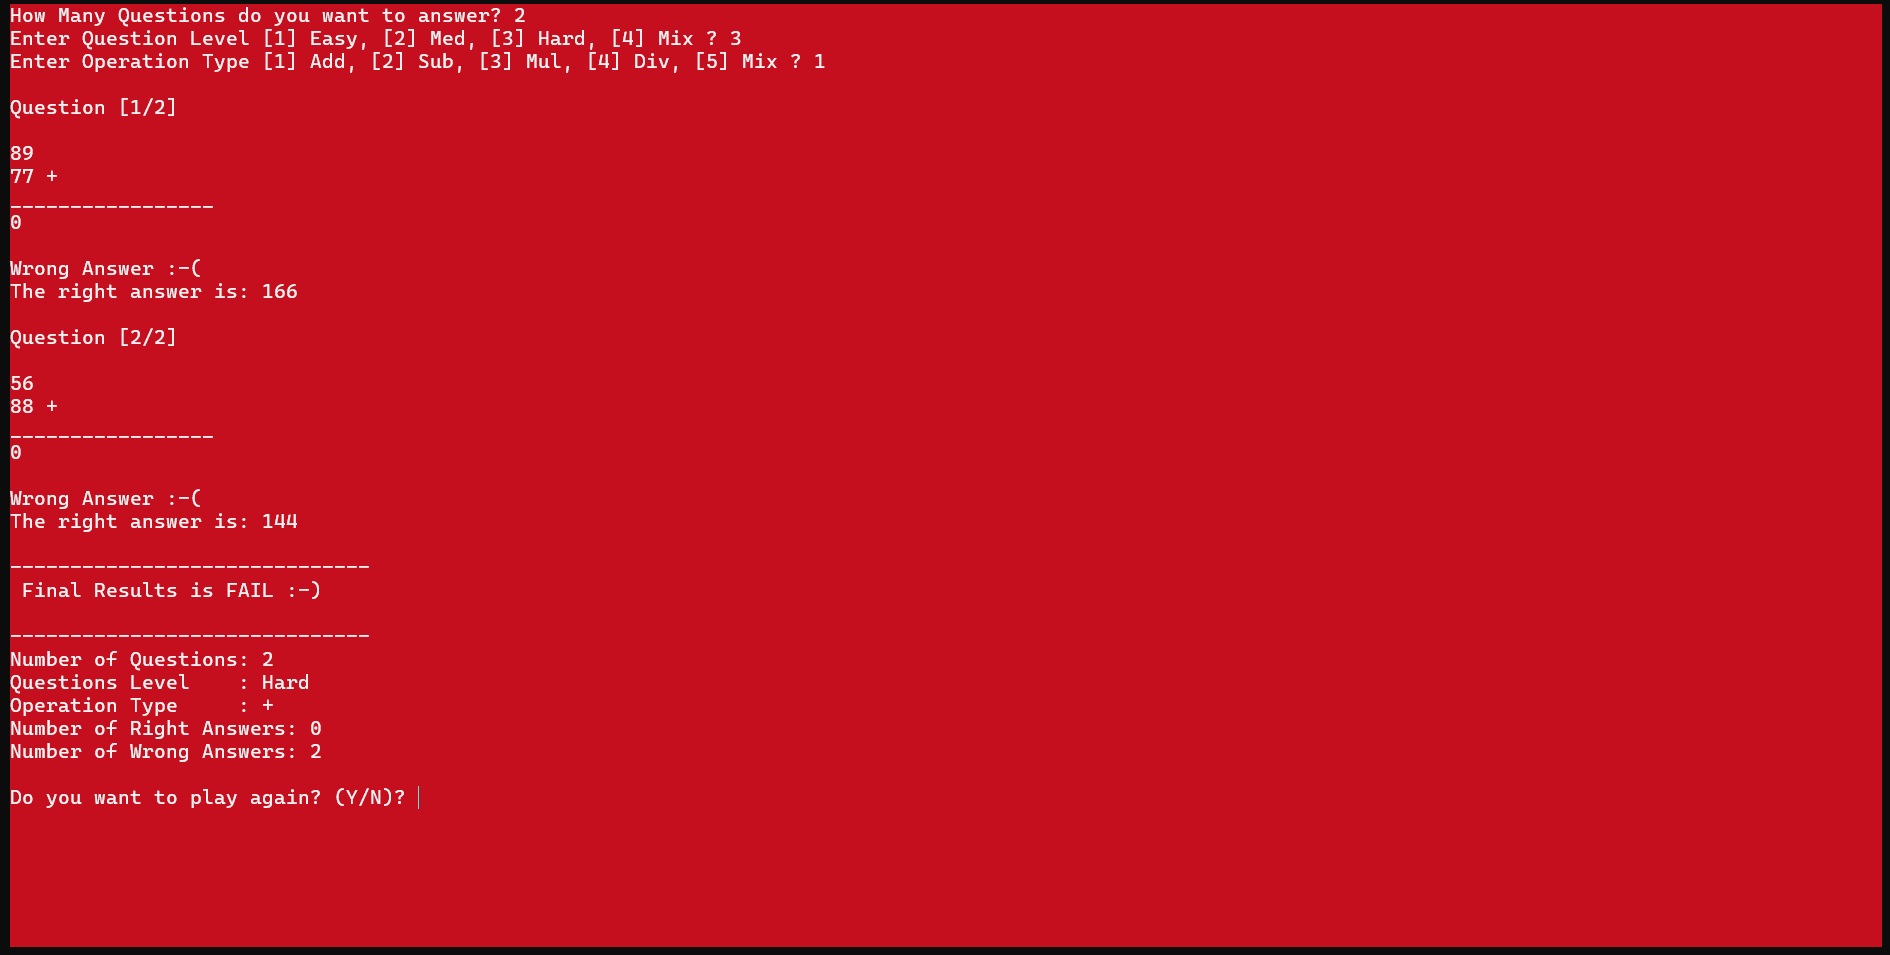 How Many Questions do you want to answer? 2
Enter Question Level [1] Easy, [2] Med, [3] Hard, [4] Mix ? 3
Enter Operation Type [1] Add, [2] Sub, [3] Mul, [4] Div, [5] Mix ? 1
Question [1/2]
89
77 +
_________________
0
Wrong Answer :-(
The right answer is: 166
Question [2/2]
56
88 +
_________________
0
Wrong Answer :-(
The right answer is: 144
______________________________
Final Results is FAIL :-)
______________________________
Number of Questions: 2
Questions Level    : Hard
Operation Type     : +
Number of Right Answers: 0
Number of Wrong Answers: 2
Do you want to play again? (Y/N)?